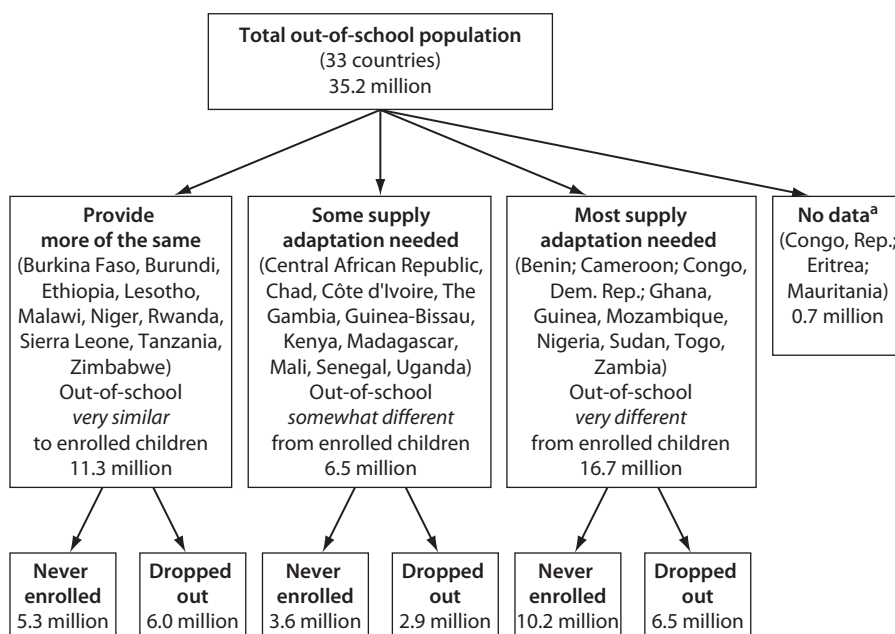 Total out-of-school population
(33 countries)
35.2 million
Provide
more of the same
(Burkina Faso, Burundi,
Ethiopia, Lesotho,
Malawi, Niger, Rwanda,
Sierra Leone, Tanzania,
Zimbabwe)
Out-of-school
very similar
to enrolled children
11.3 million
Some supply
adaptation needed
(Central African Republic,
Chad, Côte d'Ivoire, The
Gambia, Guinea-Bissau,
Kenya, Madagascar,
Mali, Senegal, Uganda)
Out-of-school
somewhat different
from enrolled children
6.5 million
Most supply
adaptation needed
(Benin; Cameroon; Congo,
Dem. Rep.; Ghana,
Guinea, Mozambique,
Nigeria, Sudan, Togo,
Zambia)
Out-of-school
very different
from enrolled children
16.7 million
No dataa
(Congo, Rep.;
Eritrea;
Mauritania)
0.7 million
Never
enrolled
5.3 million
Dropped
out
6.0 million
Never
enrolled
3.6 million
Dropped
out
2.9 million
Never
enrolled
10.2 million
Dropped
out
6.5 million